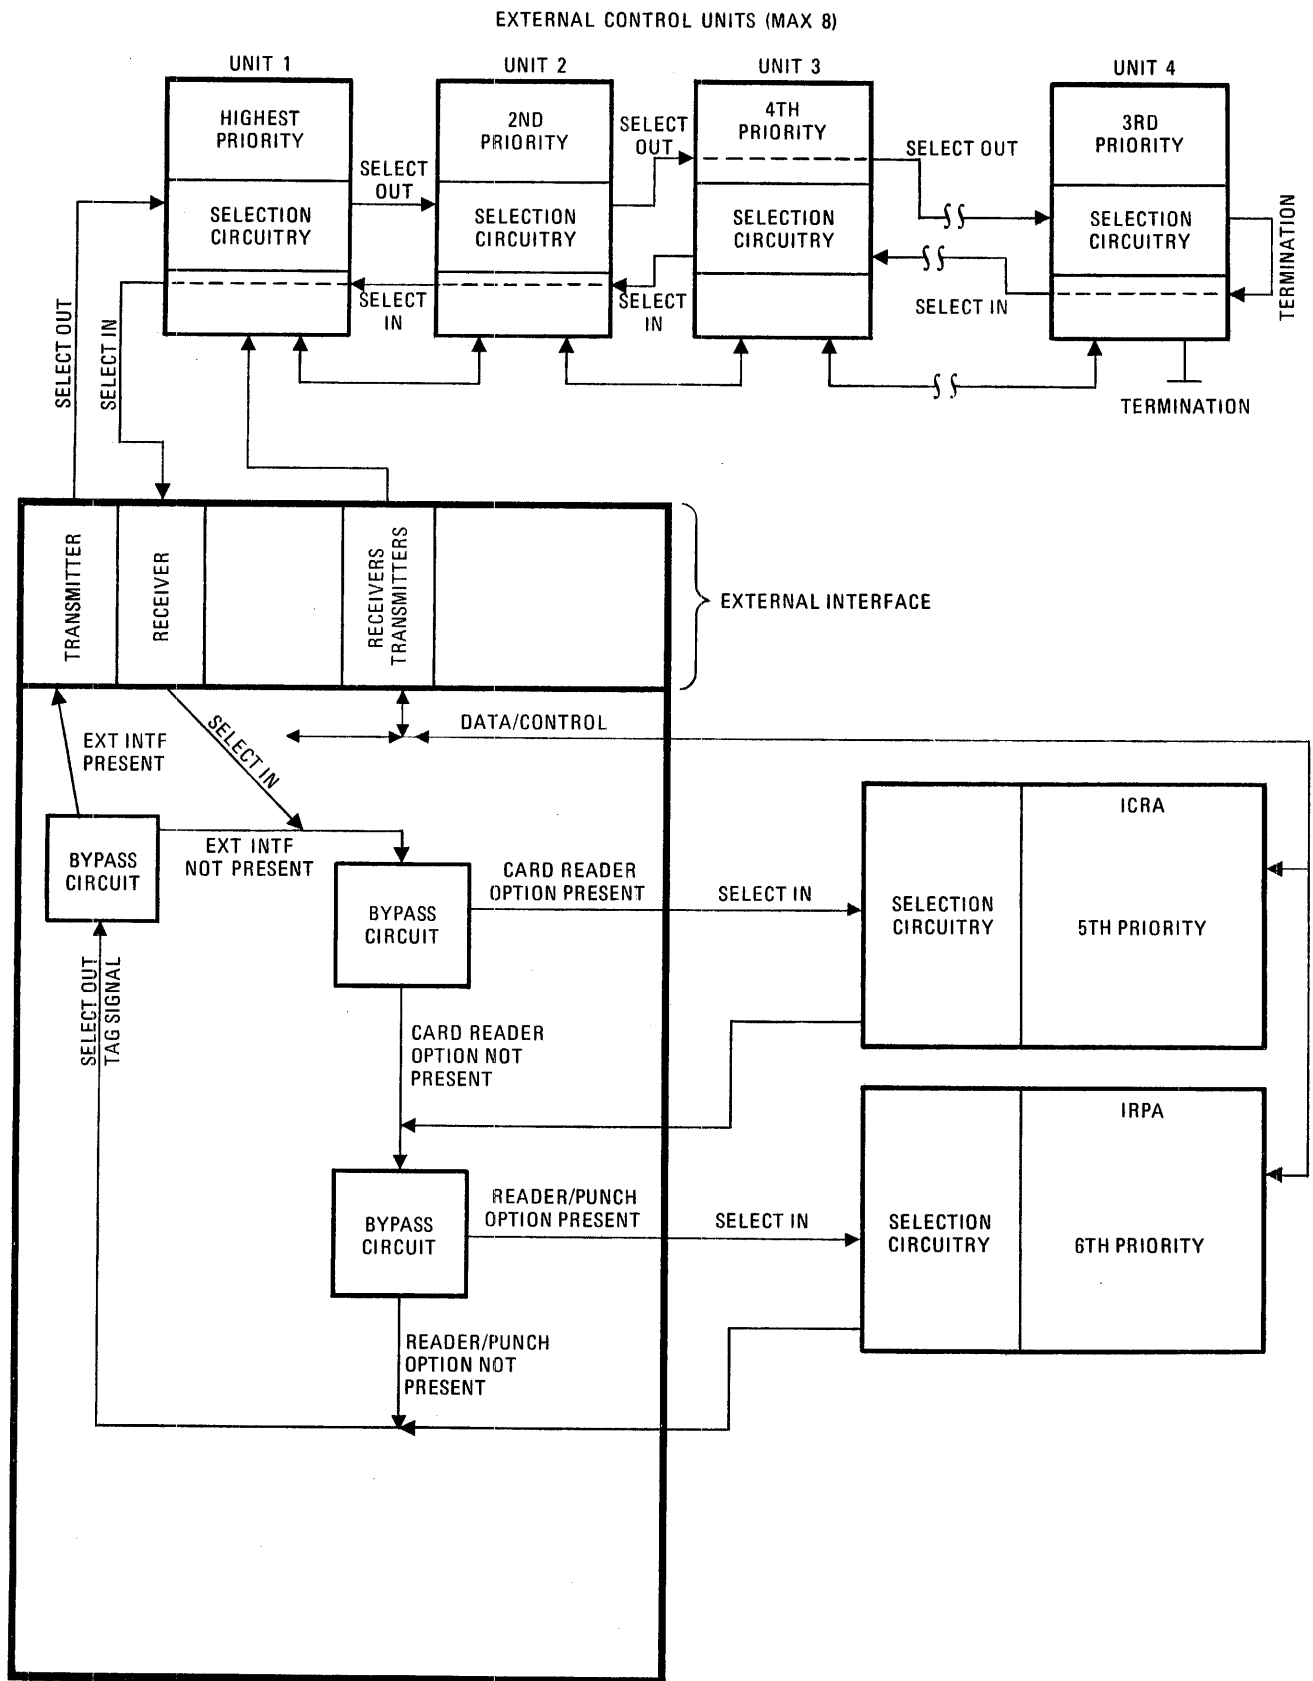 EXTERNAL CONTROL UNITS (MAX 8)
UNIT 1
UNIT 2
UNIT 3
UNIT 4
HIGHEST
PRIORITY
2ND
PRIORITY
4TH
PRIORITY
3RD
PRIORITY
SELECT
OUT
SELECT
OUT
SELECT OUT
SELECTION
CIRCUITRY
SELECTION
CIRCUITRY
SELECTION
CIRCUITRY
SELECTION
CIRCUITRY
TERMINATION
SELECT
IN
SELECT
IN
SELECT IN
SELECT OUT
SELECT IN
TERMINATION
TRANSMITTER
RECEIVER
RECEIVERS
TRANSMITTERS
EXTERNAL INTERFACE
EXT INTF
PRESENT
SELECT IN
DATA/CONTROL
BYPASS
CIRCUIT
EXT INTF
NOT PRESENT
BYPASS
CIRCUIT
CARD READER
OPTION PRESENT
SELECT IN
SELECTION
CIRCUITRY
ICRA
5TH PRIORITY
SELECT OUT
TAG SIGNAL
CARD READER
OPTION NOT
PRESENT
BYPASS
CIRCUIT
READER/PUNCH
OPTION PRESENT
SELECT IN
SELECTION
CIRCUITRY
IRPA
6TH PRIORITY
READER/PUNCH
OPTION NOT
PRESENT